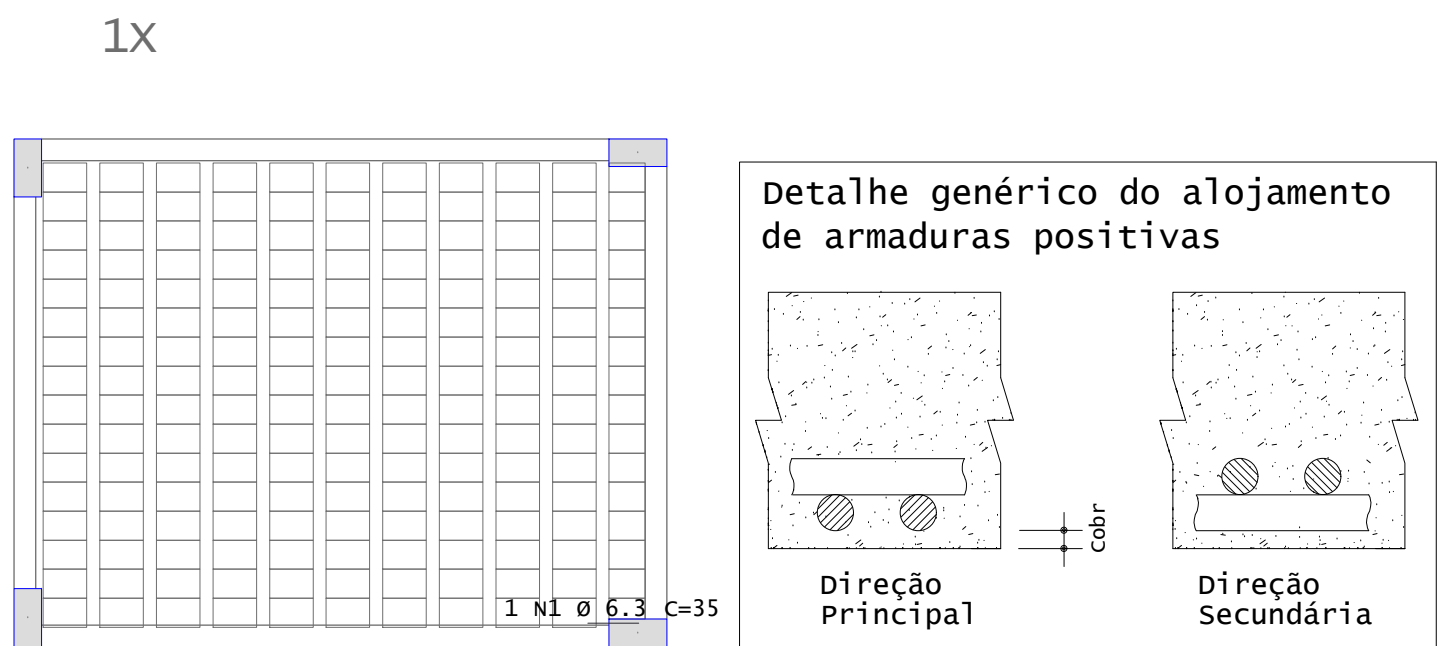 1X
Detalhe genérico do alojamento
de armaduras positivas
Cobr
1 N1 Ø 6.3 C=35
Direção
Principal
Direção
Secundária